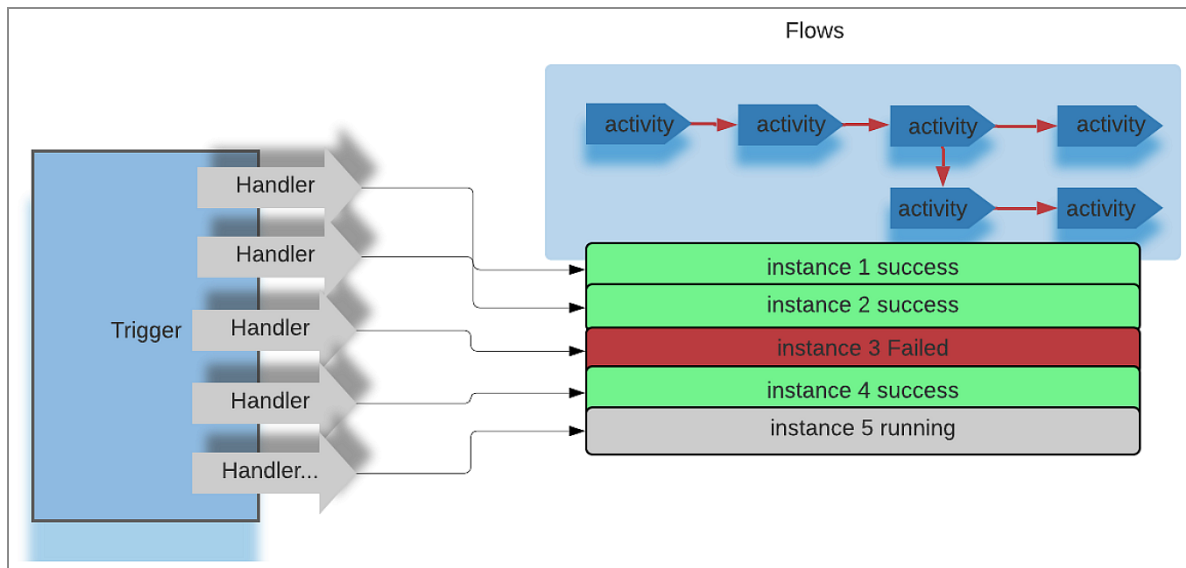 Flows
activity
activity
activity
activity
activity
activity
Trigger
Handler
Handler
Handler
Handler
Handler...
instance 1 success
instance 2 success
instance 3 Failed
instance 4 success
instance 5 running